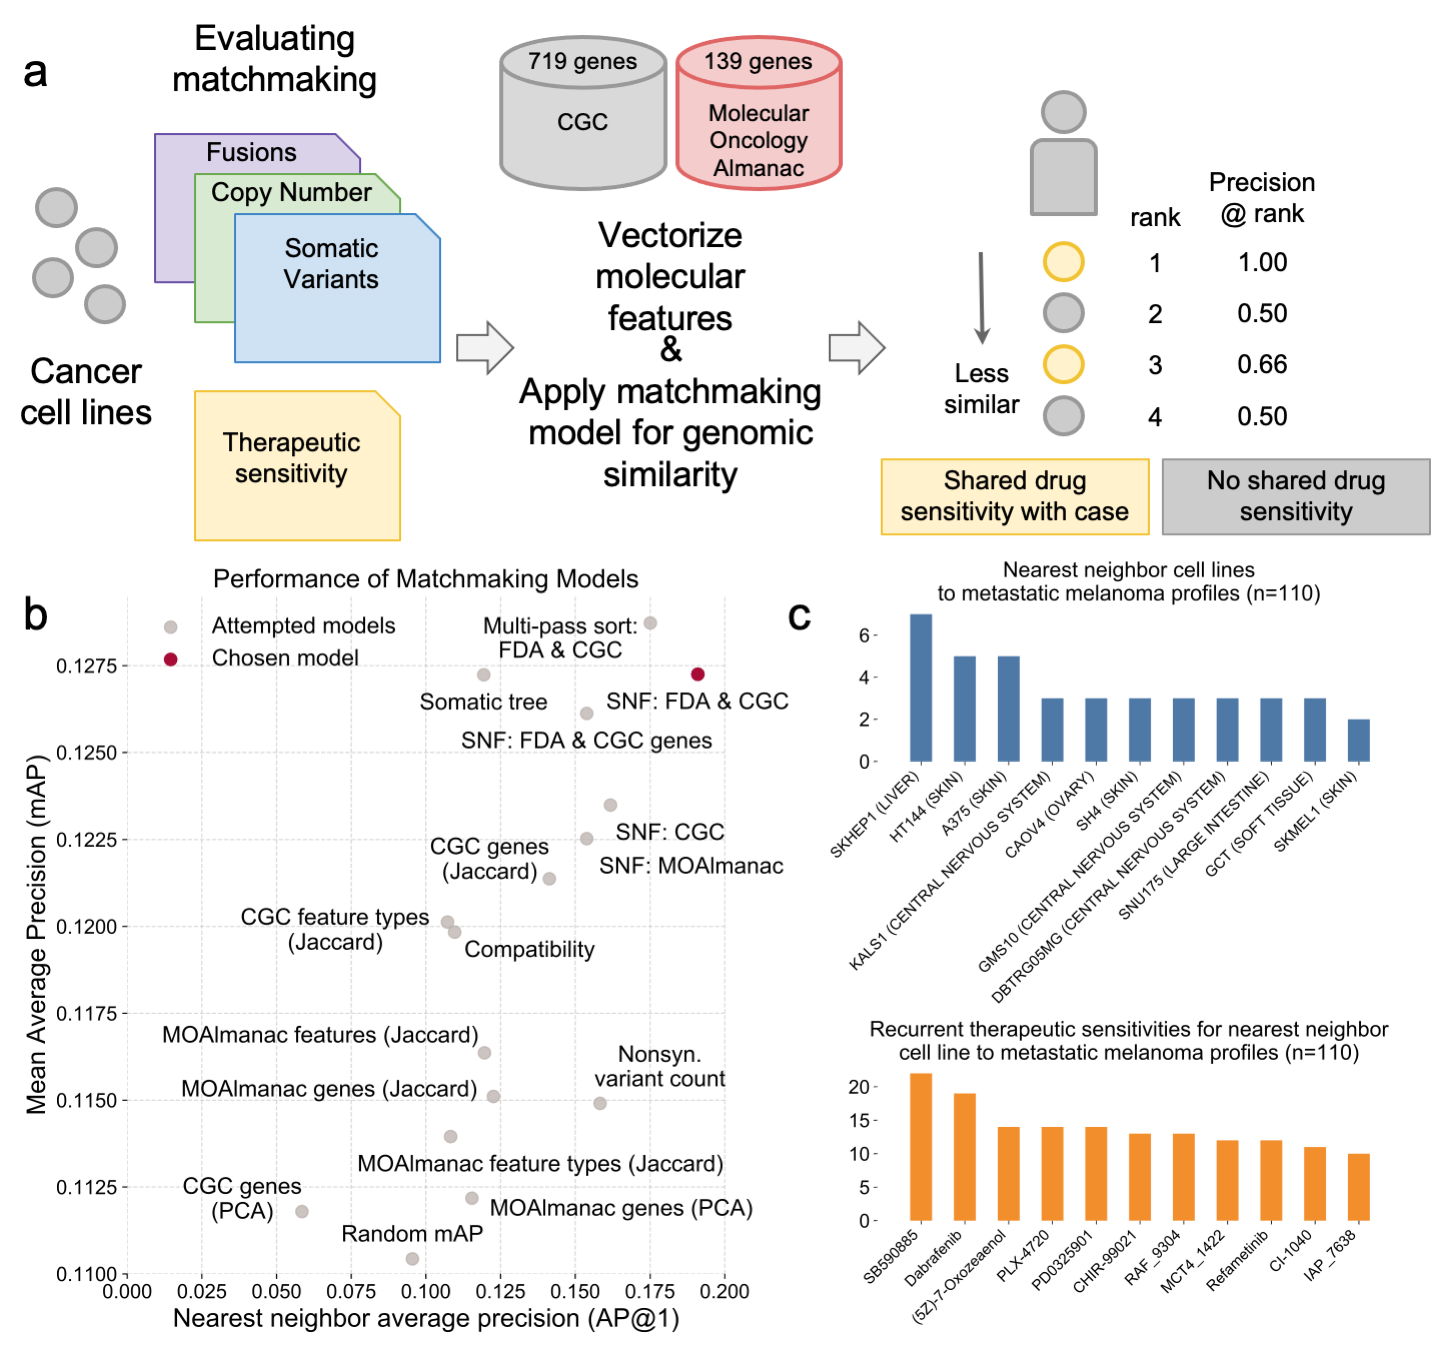 a
Evaluating
matchmaking
Fusions
Copy Number
Somatic
Variants
Cancer
cell lines
Therapeutic
sensitivity
719 genes
CGC
139 genes
Molecular
Oncology
Almanac
Vectorize
molecular
features
&
Apply matchmaking
model for genomic
similarity
Less
similar
rank
Precision
@ rank
1 1.00
2 0.50
3 0.66
4 0.50
Shared drug
sensitivity with case
No shared drug
sensitivity
b
Performance of Matchmaking Models
Attempted models
Chosen model
Multi-pass sort:
FDA & CGC
Somatic tree
SNF: FDA & CGC
SNF: FDA & CGC genes
SNF: CGC
SNF: MOAlmanac
CGC genes
(Jaccard)
CGC feature types
(Jaccard)
Compatibility
MOAlmanac features (Jaccard)
Nonsyn.
variant count
MOAlmanac genes (Jaccard)
MOAlmanac feature types (Jaccard)
CGC genes
(PCA)
MOAlmanac genes (PCA)
Random mAP
Mean Average Precision (mAP)
0.1275
0.1250
0.1225
0.1200
0.1175
0.1150
0.1125
0.1100
0.000 0.025 0.050 0.075 0.100 0.125 0.150 0.175 0.200
Nearest neighbor average precision (AP@1)
c
Nearest neighbor cell lines
to metastatic melanoma profiles (n=110)
6
4
2
0
SKHEP1 (LIVER)
HT144 (SKIN)
A375 (SKIN)
KALS1 (CENTRAL NERVOUS SYSTEM)
CAOV4 (OVARY)
SH4 (SKIN)
GMS10 (CENTRAL NERVOUS SYSTEM)
DBTRG05MG (CENTRAL NERVOUS SYSTEM)
SNU175 (LARGE INTESTINE)
GCT (SOFT TISSUE)
SKMEL1 (SKIN)
Recurrent therapeutic sensitivities for nearest neighbor
cell line to metastatic melanoma profiles (n=110)
20
15
10
5
0
SB590885
Dabrafenib
(5Z)-7-Oxozeaenol
PLX-4720
PD0325901
CHIR-99021
RAF_9304
MCT4_1422
Refametinib
CI-1040
IAP_7638